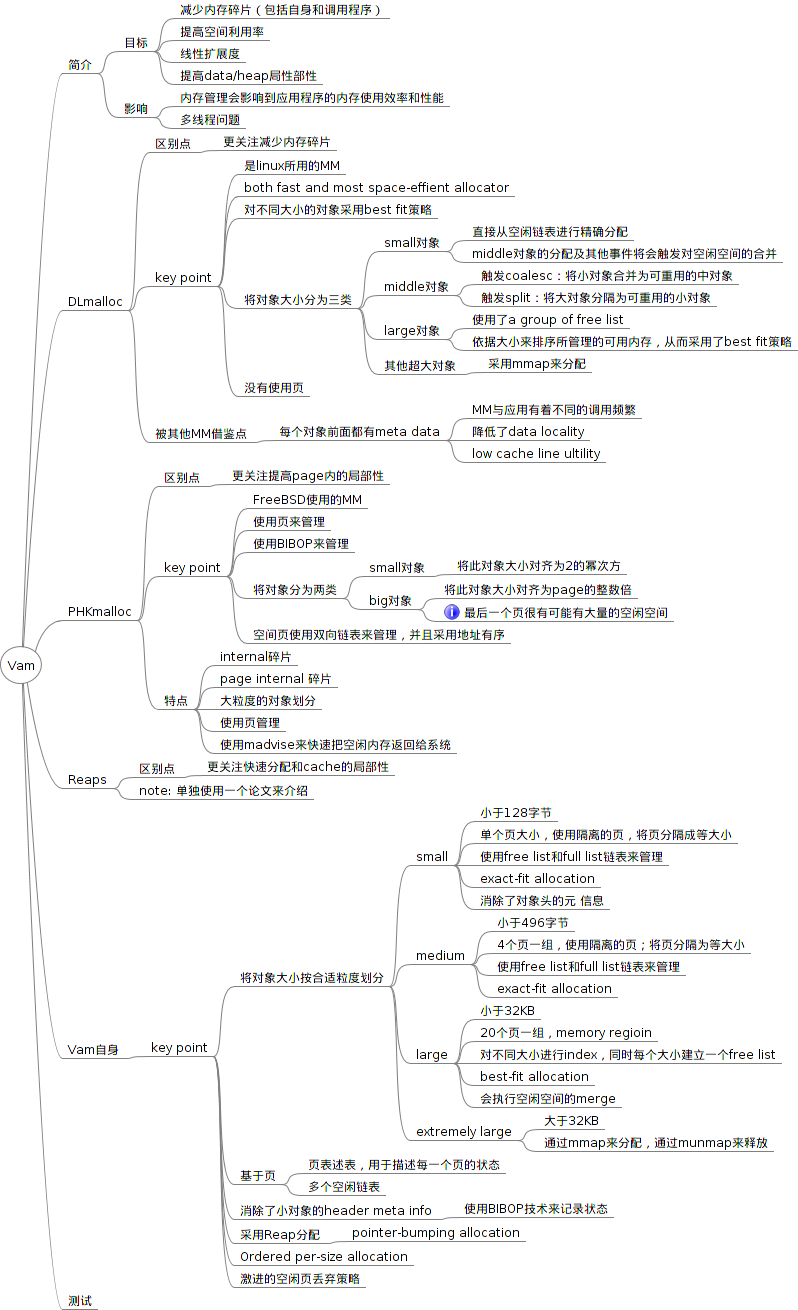 Vam
简介
目标
减少内存碎片（包括自身和调用程序）
提高空间利用率
线性扩展度
提高data/heap局性部性
影响
内存管理会影响到应用程序的内存使用效率和性能
多线程问题
DLmalloc
区别点
更关注减少内存碎片
key point
是linux所用的MM
both fast and most space-effient allocator
对不同大小的对象采用best fit策略
将对象大小分为三类
small对象
直接从空闲链表进行精确分配
middle对象的分配及其他事件将会触发对空闲空间的合并
middle对象
触发coalesc：将小对象合并为可重用的中对象
触发split：将大对象分隔为可重用的小对象
large对象
使用了a group of free list
依据大小来排序所管理的可用内存，从而采用了best fit策略
其他超大对象
采用mmap来分配
没有使用页
被其他MM借鉴点
每个对象前面都有meta data
MM与应用有着不同的调用频繁
降低了data locality
low cache line ultility
PHKmalloc
区别点
更关注提高page内的局部性
key point
FreeBSD使用的MM
使用页来管理
使用BIBOP来管理
将对象分为两类
small对象
将此对象大小对齐为2的幂次方
big对象
将此对象大小对齐为page的整数倍
最后一个页很有可能有大量的空闲空间
空间页使用双向链表来管理，并且采用地址有序
特点
internal碎片
page internal 碎片
大粒度的对象划分
使用页管理
使用madvise来快速把空闲内存返回给系统
Reaps
区别点
更关注快速分配和cache的局部性
note: 单独使用一个论文来介绍
Vam自身
key point
将对象大小按合适粒度划分
small
小于128字节
单个页大小，使用隔离的页，将页分隔成等大小
使用free list和full list链表来管理
exact-fit allocation
消除了对象头的元 信息
medium
小于496字节
4个页一组，使用隔离的页；将页分隔为等大小
使用free list和full list链表来管理
exact-fit allocation
large
小于32KB
20个页一组，memory regioin
对不同大小进行index，同时每个大小建立一个free list
best-fit allocation
会执行空闲空间的merge
extremely large
大于32KB
通过mmap来分配，通过munmap来释放
基于页
页表述表，用于描述每一个页的状态
多个空闲链表
消除了小对象的header meta info
使用BIBOP技术来记录状态
采用Reap分配
pointer-bumping allocation
Ordered per-size allocation
激进的空闲页丢弃策略
测试